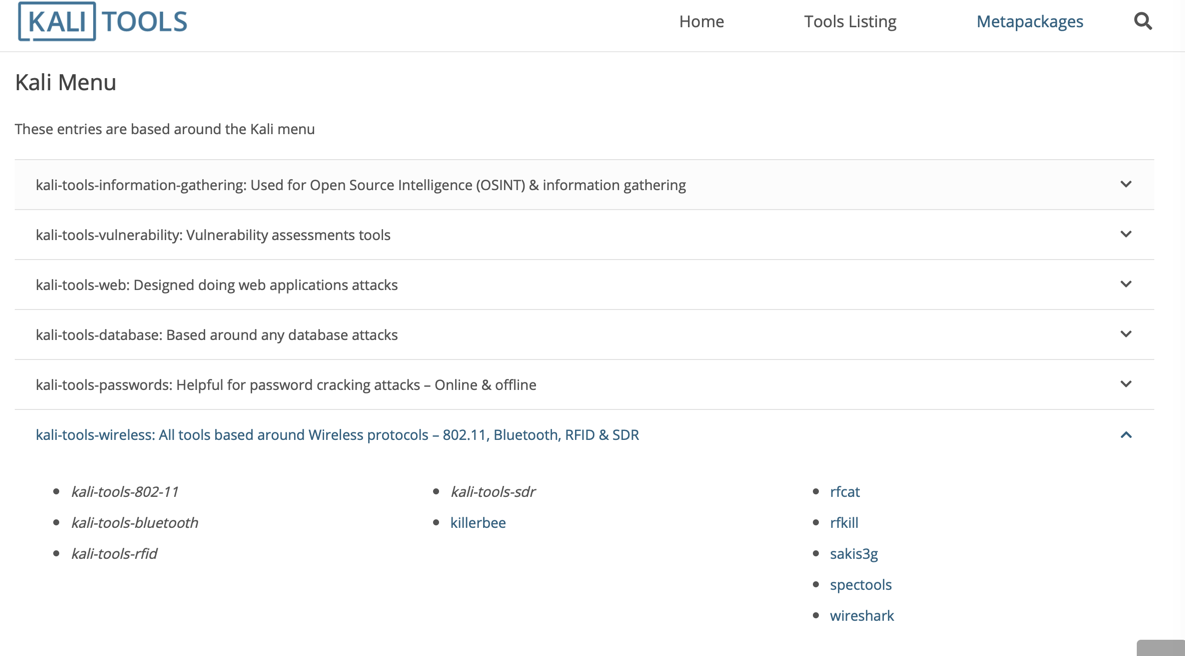 KALI TOOLS
Home
Tools Listing
Metapackages
Kali Menu
These entries are based around the Kali menu
kali-tools-information-gathering: Used for Open Source Intelligence (OSINT) & information gathering
kali-tools-vulnerability: Vulnerability assessments tools
kali-tools-web: Designed doing web applications attacks
kali-tools-database: Based around any database attacks
kali-tools-passwords: Helpful for password cracking attacks – Online & offline
kali-tools-wireless: All tools based around Wireless protocols – 802.11, Bluetooth, RFID & SDR
kali-tools-802-11
kali-tools-bluetooth
kali-tools-rfid
kali-tools-sdr
killerbee
rfcat
rfkill
sakis3g
spectools
wireshark